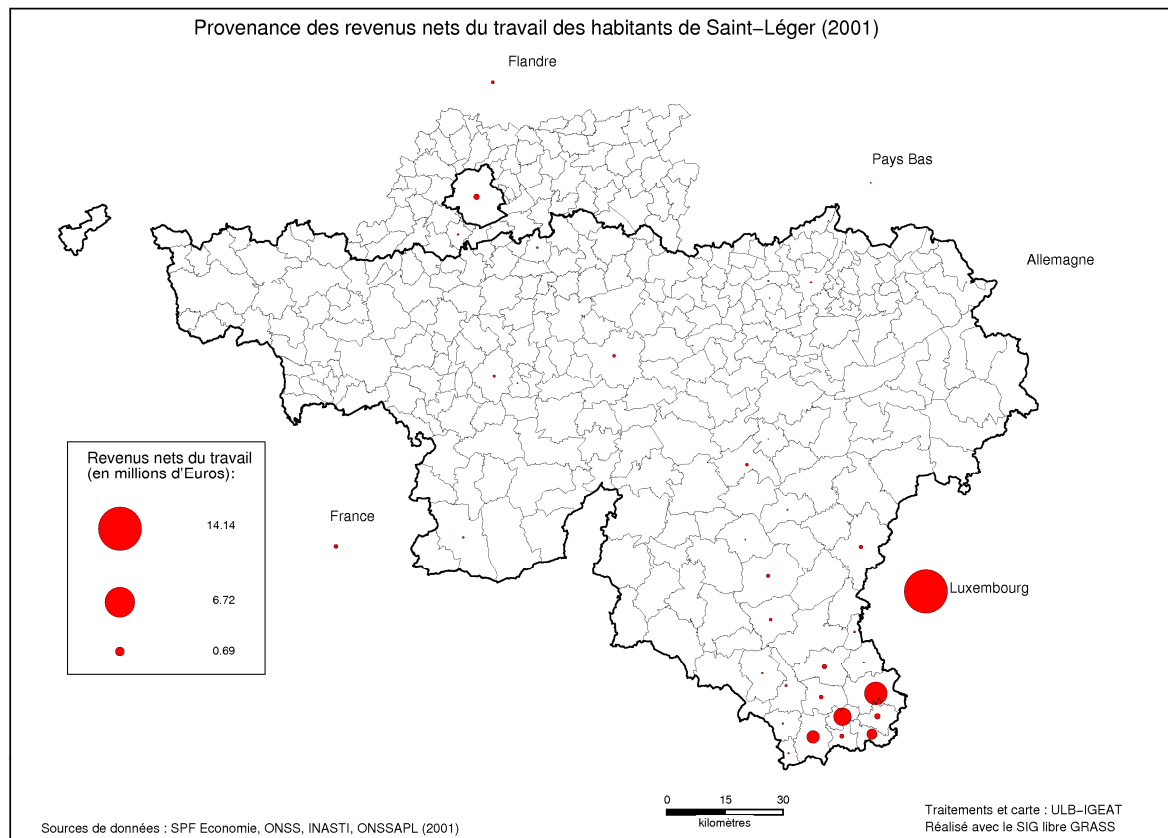 Provenance des revenus nets du travail des habitants de Saint−Léger (2001)
Flandre
Pays Bas
Allemagne
Revenus nets du travail
(en millions d'Euros):
14.14
6.72
0.69
France
Luxembourg
0 15 30
kilomètres
Sources de données : SPF Economie, ONSS, INASTI, ONSSAPL (2001)
Traitements et carte : ULB−IGEAT
Réalisé avec le SIG libre GRASS